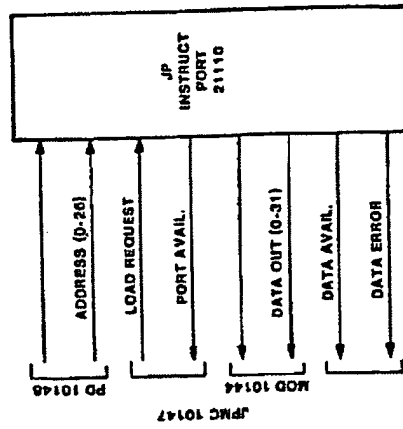 JP
INSTRUCT
PORT
21110
ADDRESS (0-26)
LOAD REQUEST
PORT AVAIL.
DATA OUT (0-31)
DATA AVAIL.
DATA ERROR
PD 10148
MOD 10144
JPMC 10147